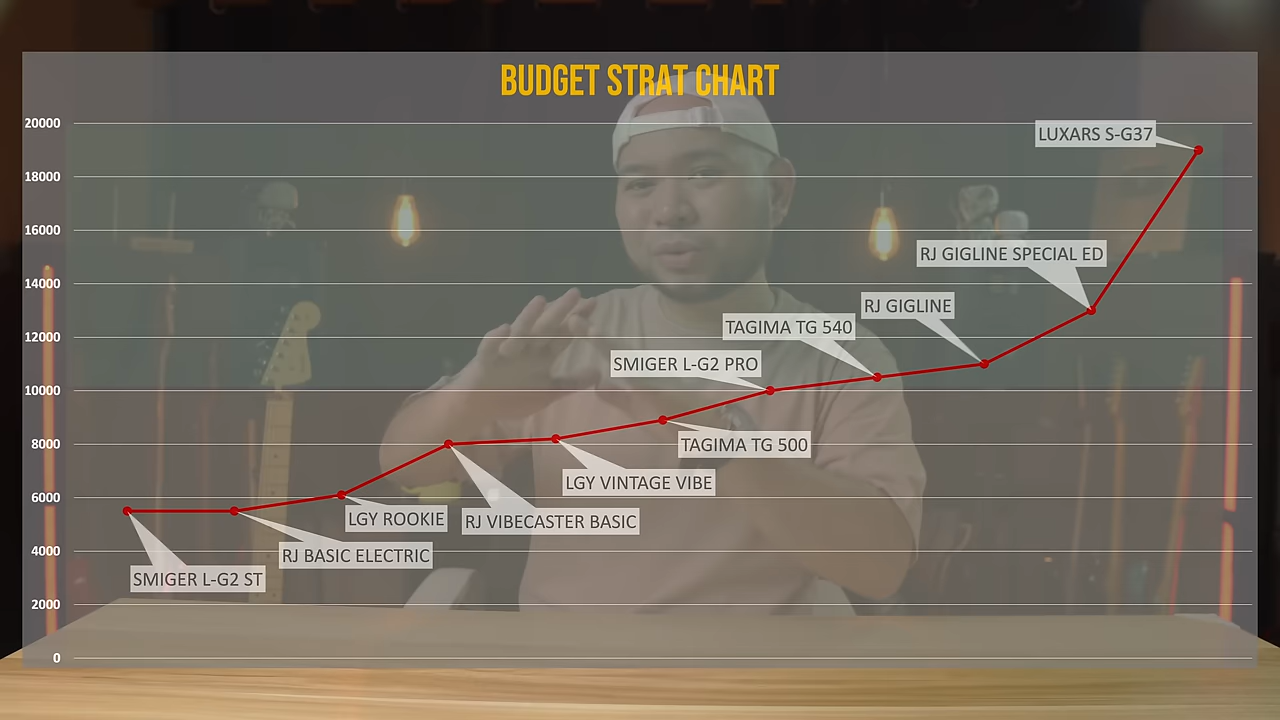 BUDGET STRAT CHART
20000
18000
16000
14000
12000
10000
8000
6000
4000
2000
0
LUXARS S-G37
RJ GIGLINE SPECIAL ED
RJ GIGLINE
TAGIMA TG 540
SMIGER L-G2 PRO
TAGIMA TG 500
LGY VINTAGE VIBE
LGY ROOKIE
RJ VIBECASTER BASIC
RJ BASIC ELECTRIC
SMIGER L-G2 ST